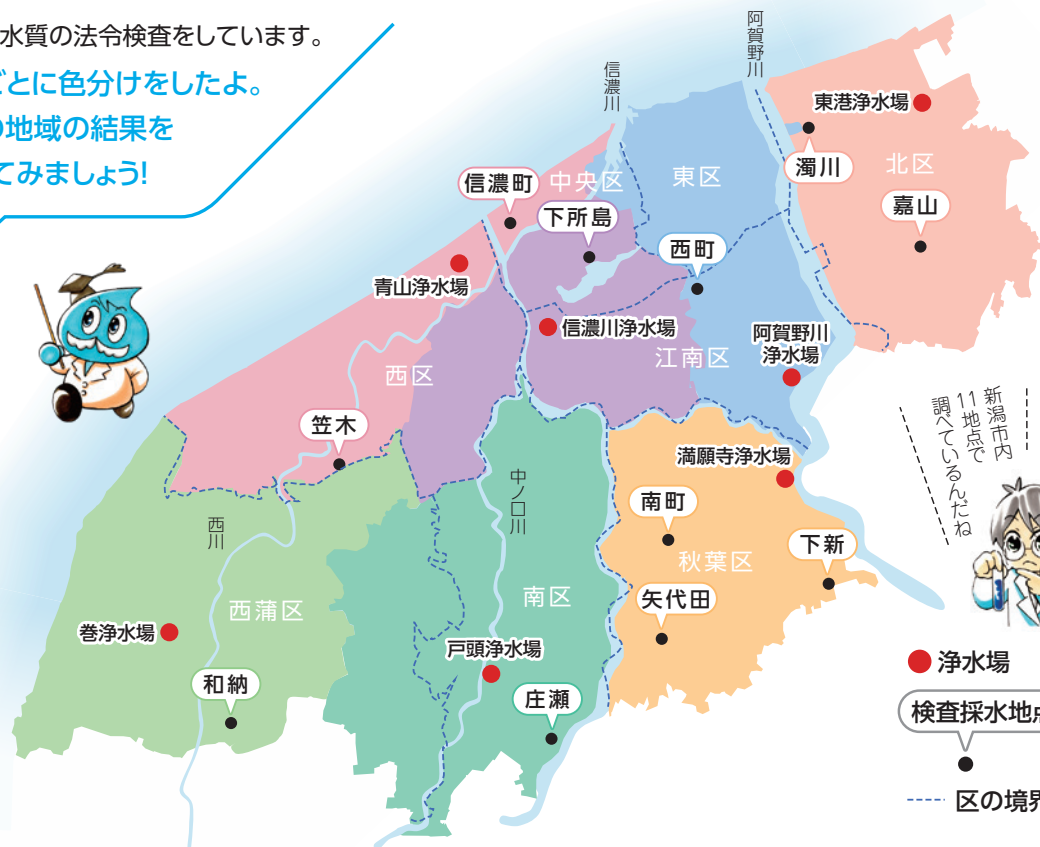 水質の法令検査をしています。
ごとに色分けをしたよ。
の地域の結果を
てみましょう!
阿賀野川
信濃川
東港浄水場
濁川
北区
嘉山
信濃町
中央区
東区
下所島
西町
青山浄水場
信濃川浄水場
阿賀野川
浄水場
江南区
西区
笠木
満願寺浄水場
新潟市内
11地点で
調べているんだね
中ノ口川
西川
南町
下新
秋葉区
矢代田
西蒲区
南区
巻浄水場
戸頭浄水場
和納
庄瀬
浄水場
検査採水地点
区の境界